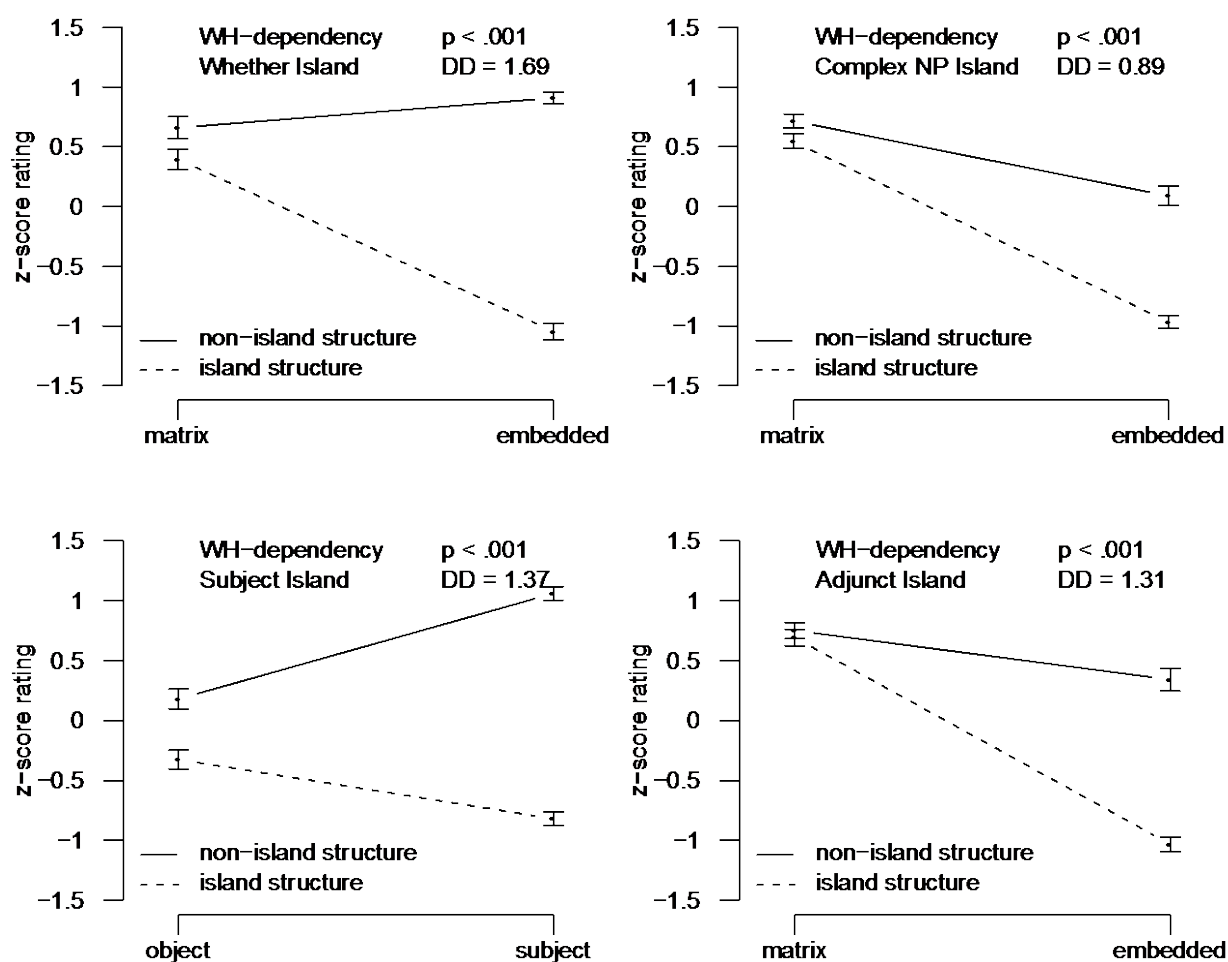 WH−dependency p < .001
Whether Island DD = 1.69
z−score rating
1.5
1
0.5
0
−0.5
−1
−1.5
non−island structure
island structure
matrix embedded
WH−dependency p < .001
Complex NP Island DD = 0.89
z−score rating
1.5
1
0.5
0
−0.5
−1
−1.5
non−island structure
island structure
matrix embedded
WH−dependency p < .001
Subject Island DD = 1.37
z−score rating
1.5
1
0.5
0
−0.5
−1
−1.5
non−island structure
island structure
object subject
WH−dependency p < .001
Adjunct Island DD = 1.31
z−score rating
1.5
1
0.5
0
−0.5
−1
−1.5
non−island structure
island structure
matrix embedded